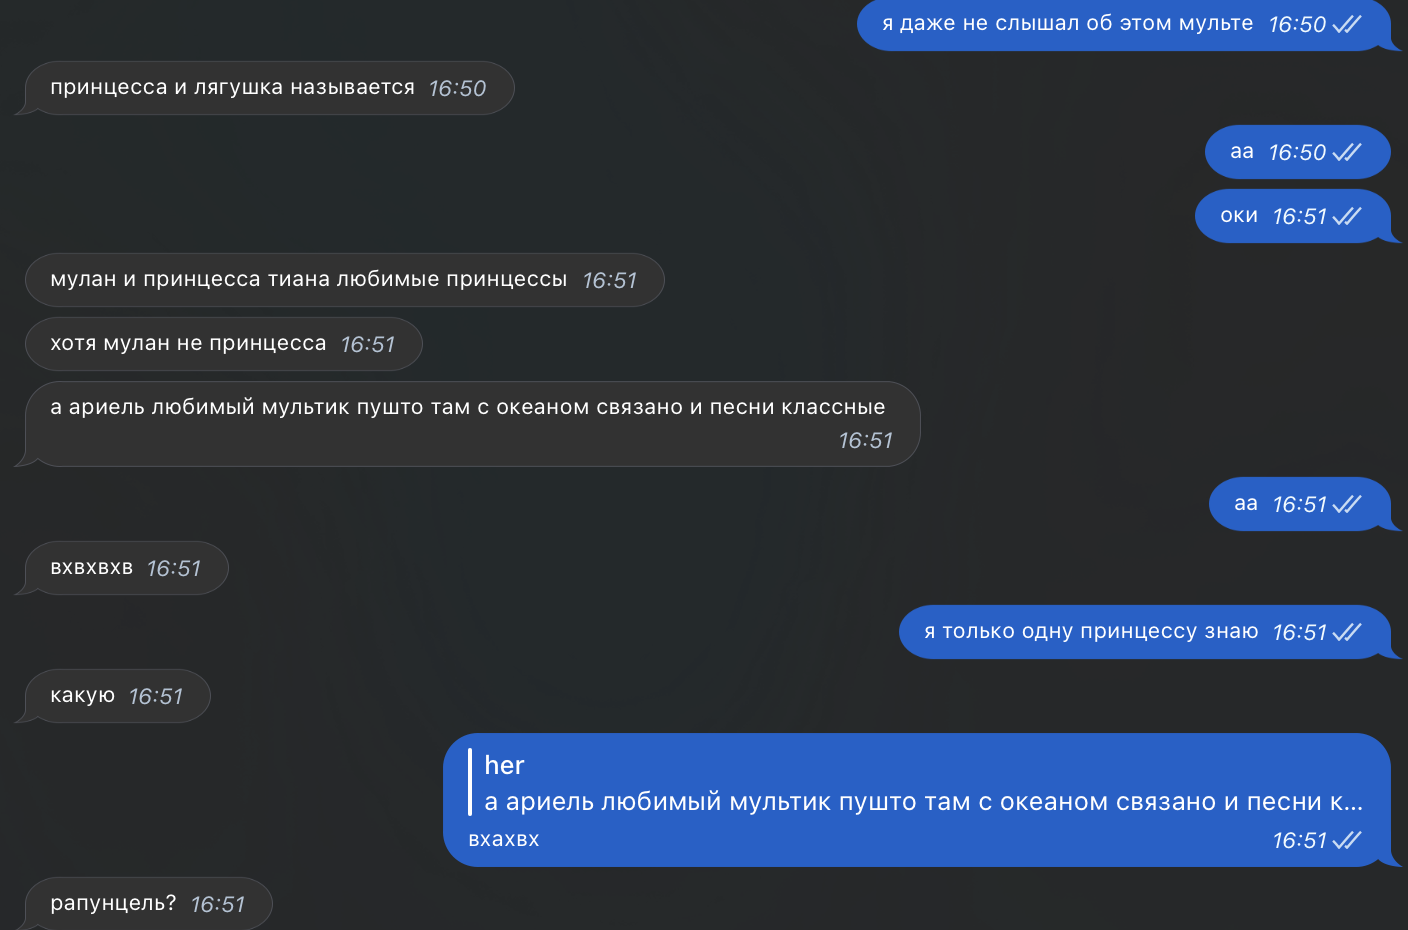 я даже не слышал об этом мульте 16:50
принцесса и лягушка называется 16:50
аа 16:50
оки 16:51
мулан и принцесса тиана любимые принцессы 16:51
хотя мулан не принцесса 16:51
а ариель любимый мультик пушто там с океаном связано и песни классные
16:51
аа 16:51
вхвхвхв 16:51
я только одну принцессу знаю 16:51
какую 16:51
her
а ариель любимый мультик пушто там с океаном связано и песни к...
вхахвх 16:51
рапунцель? 16:51